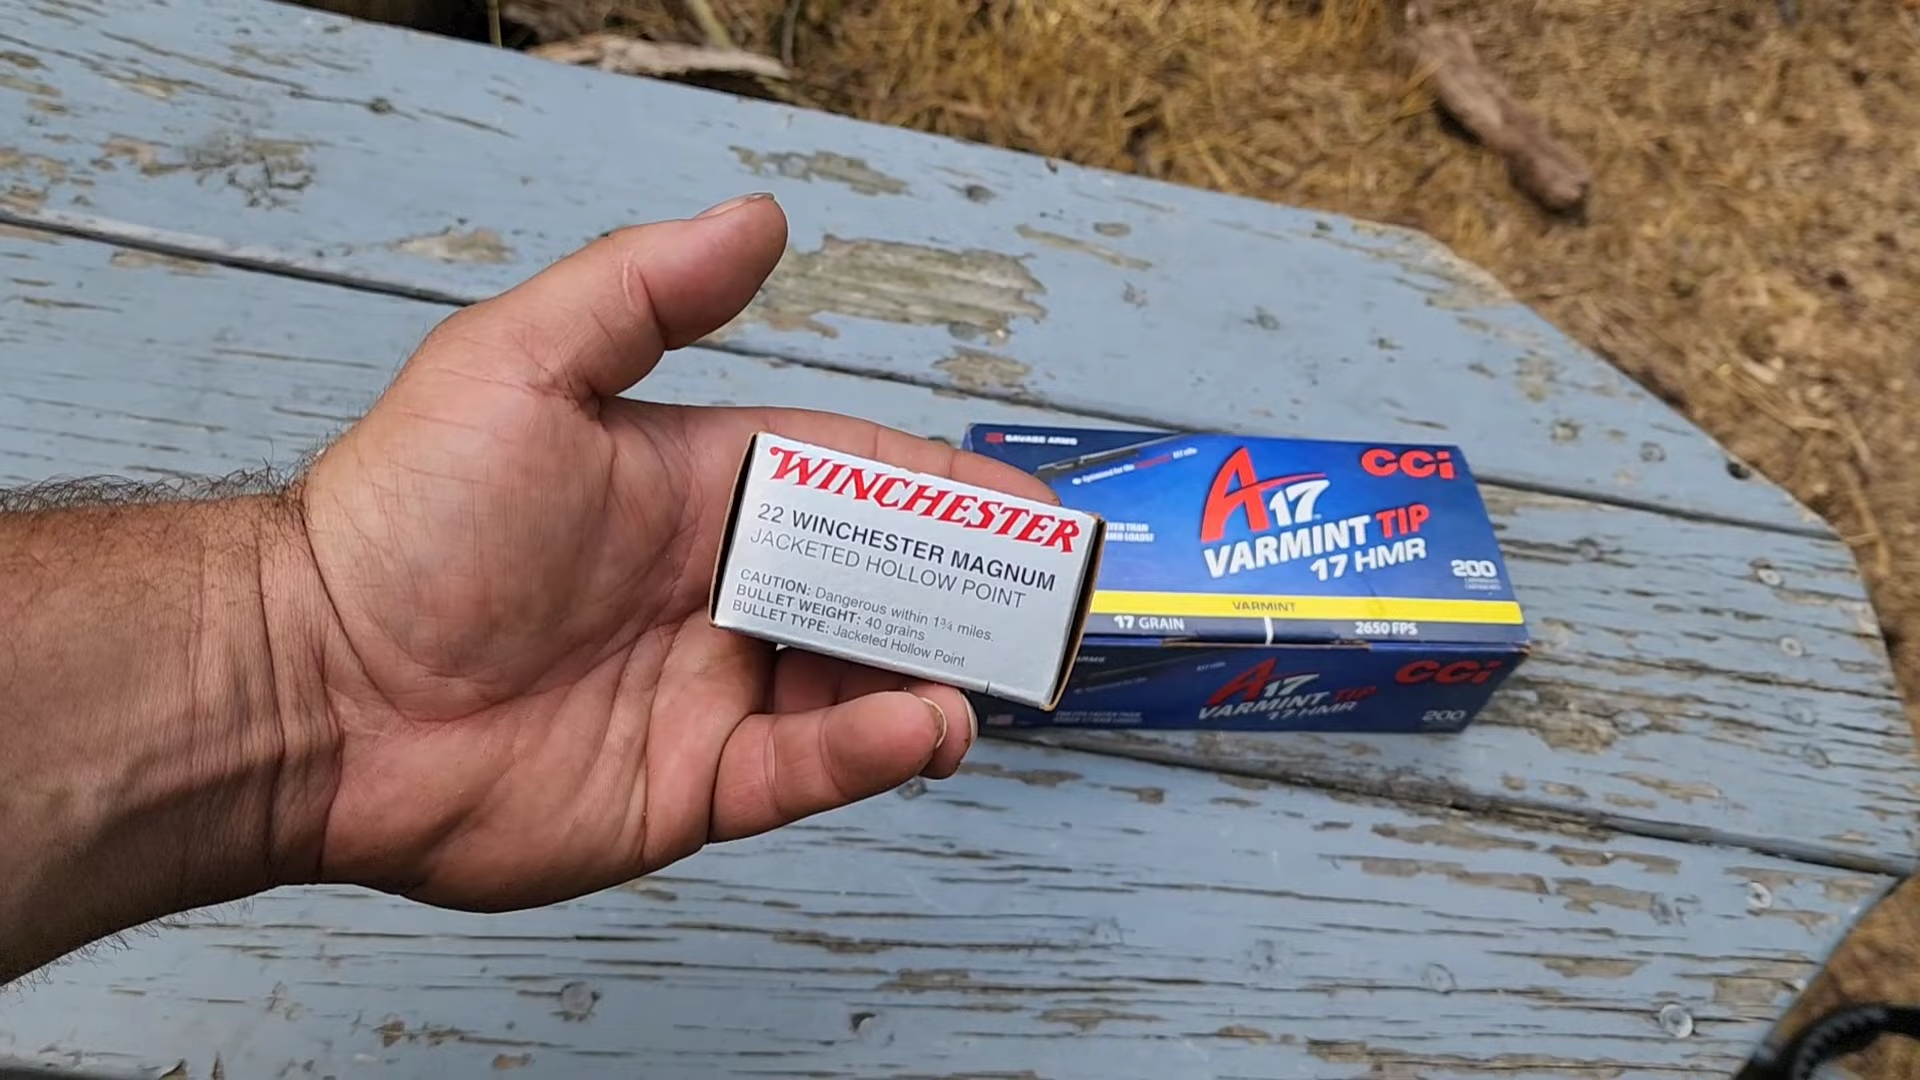 WINCHESTER
22 WINCHESTER MAGNUM
JACKETED HOLLOW POINT
CAUTION: Dangerous within 1¾ miles.
BULLET WEIGHT: 40 grains
BULLET TYPE: Jacketed Hollow Point
SAVAGE ARMS
CCi
A17
VARMINT TIP
17 HMR
200
VARMINT
17 GRAIN
2650 FPS
CCi
A17
VARMINT TIP
17 HMR
200